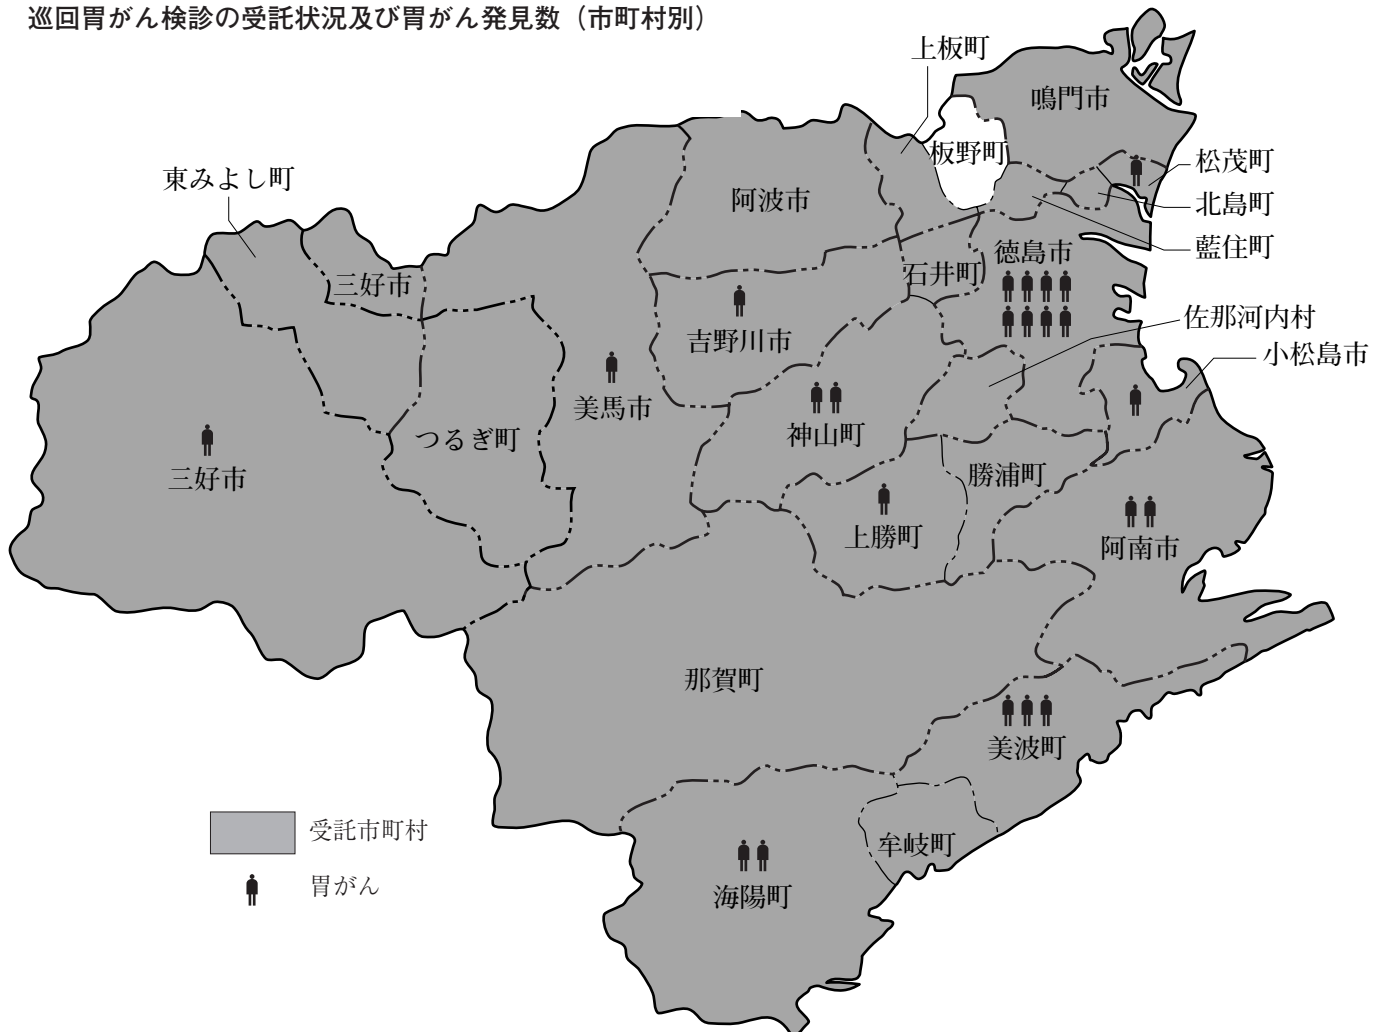 巡回胃がん検診の受託状況及び胃がん発見数（市町村別）
上板町
鳴門市
板野町
松茂町
東みよし町
阿波市
北島町
藍住町
徳島市
石井町
三好市
佐那河内村
吉野川市
小松島市
美馬市
神山町
つるぎ町
三好市
勝浦町
上勝町
阿南市
那賀町
美波町
受託市町村
牟岐町
胃がん
海陽町